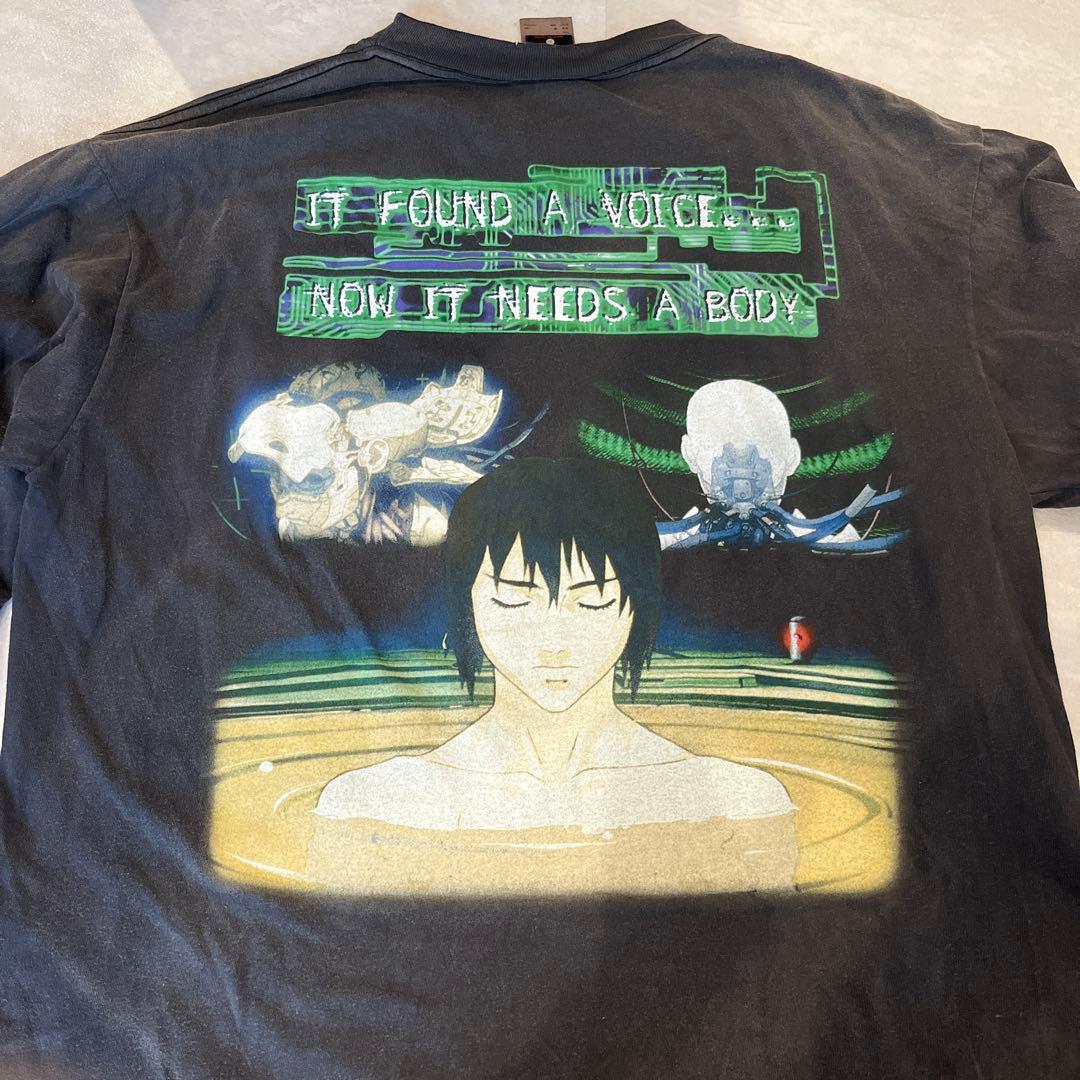 IT FOUND A VOICE....
NOW IT NEEDS A BODY